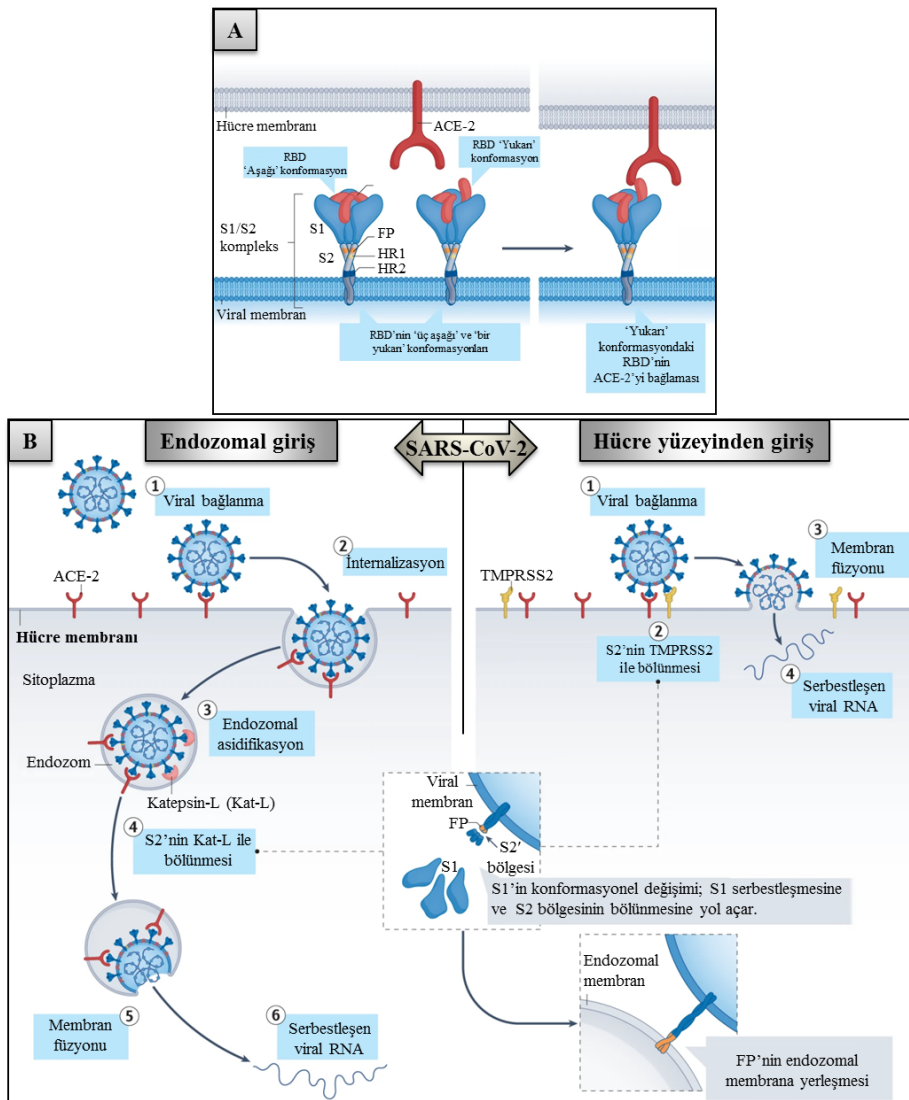 A
Hücre membranı
ACE-2
RBD
‘Aşağı’ konformasyon
RBD ‘Yukarı’
konformasyon
S1/S2
kompleks
S1
S2
FP
HR1
HR2
Viral membran
RBD’nin ‘üç aşağı’ ve ‘bir
yukarı’ konformasyonları
‘Yukarı’
konformasyondaki
RBD’nin
ACE-2’yi bağlaması
B
Endozomal giriş
SARS-CoV-2
Hücre yüzeyinden giriş
1
Viral bağlanma
2
İnternalizasyon
ACE-2
Hücre membranı
Sitoplazma
3
Endozomal
asidifikasyon
Endozom
Katepsin-L (Kat-L)
4
S2’nin Kat-L ile
bölünmesi
Membran
füzyonu
5
6
Serbestleşen
viral RNA
1
Viral bağlanma
3
Membran
füzyonu
TMPRSS2
2
S2’nin TMPRSS2
ile bölünmesi
4
Serbestleşen
viral RNA
Viral
membran
FP
S2′
bölgesi
S1
S1’in konformasyonel değişimi; S1 serbestleşmesine
ve S2 bölgesinin bölünmesine yol açar.
Endozomal
membran
FP’nin endozomal
membrana yerleşmesi